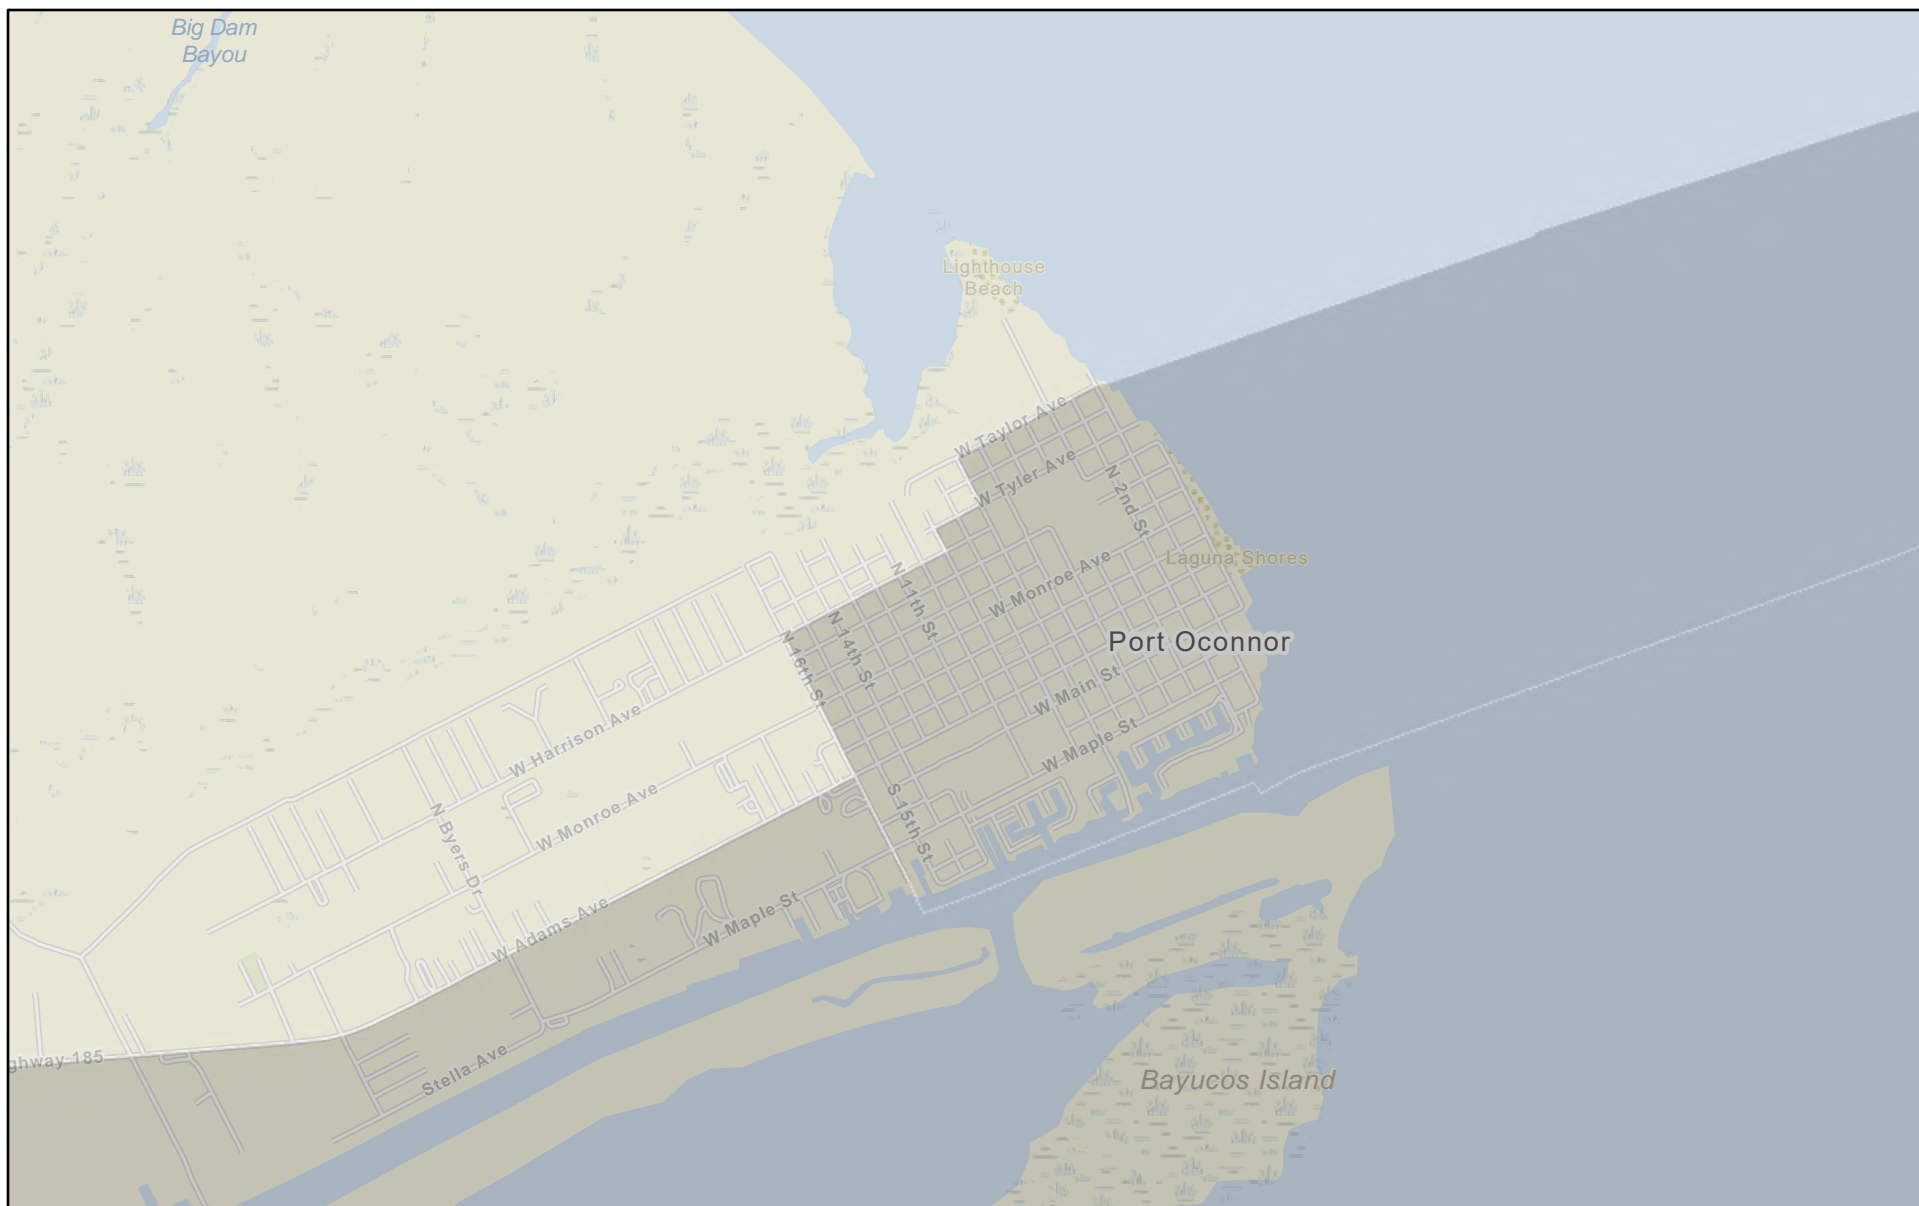 Big Dam
Bayou
Lighthouse
Beach
W Taylor Ave
W Tyler Ave
N 2nd St
Laguna Shores
W Monroe Ave
N 11th St
N 14th St
N 16th St
Port Oconnor
W Main St
W Maple St
W Harrison Ave
W Monroe Ave
N Byers Dr
S 15th St
W Adams Ave
W Maple St
ghway 185
Stella Ave
Bayucos Island